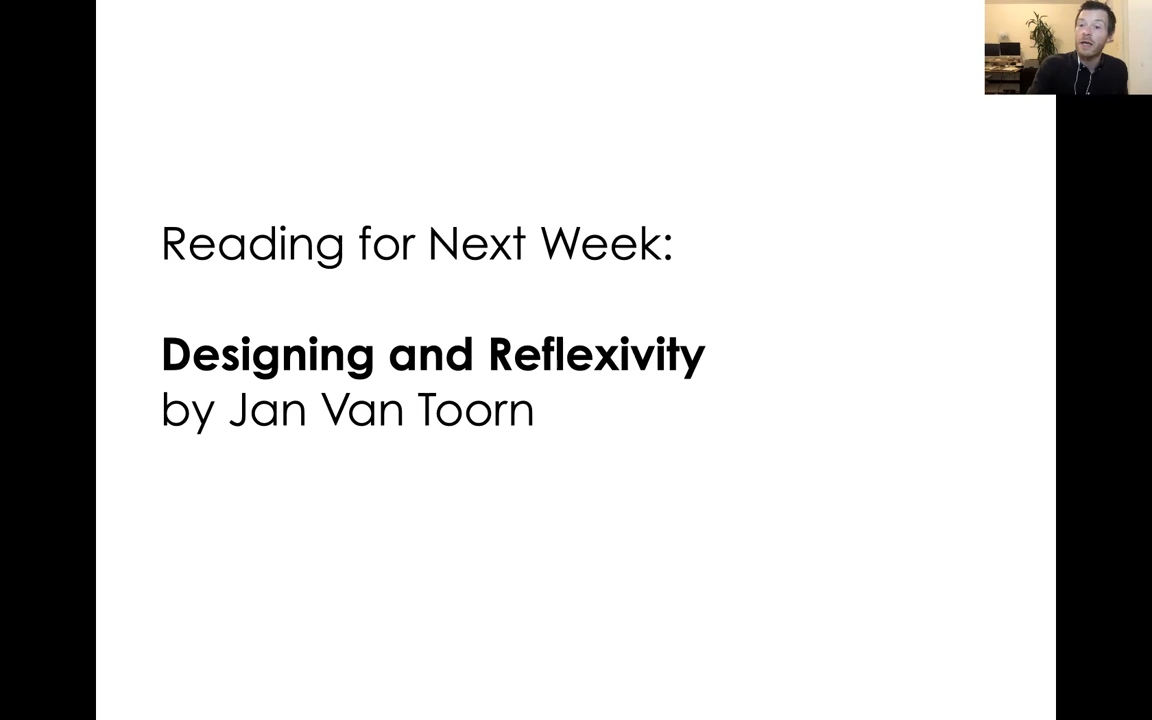 Reading for Next Week:
Designing and Reflexivity
by Jan Van Toorn